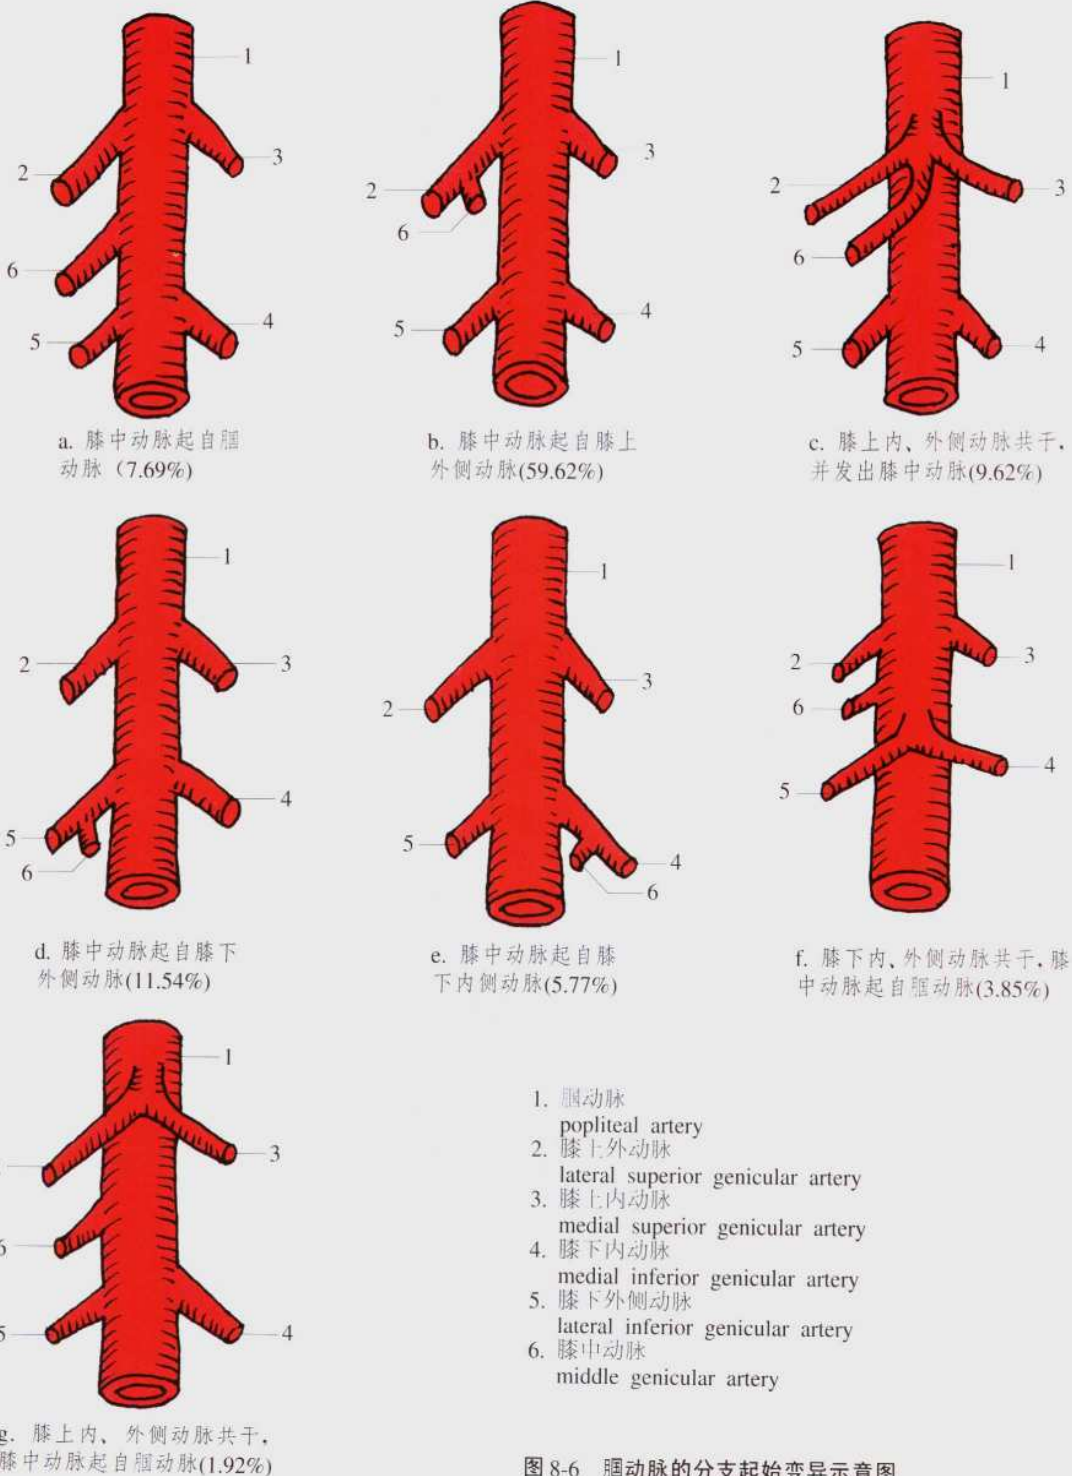 1
2
3
6
5
4
a. 膝中动脉起自腘
动脉（7.69%）
1
2
3
6
5
4
b. 膝中动脉起自膝上
外侧动脉(59.62%)
1
2
3
6
5
4
c. 膝上内、外侧动脉共干,
并发出膝中动脉(9.62%)
1
2
3
4
5
6
d. 膝中动脉起自膝下
外侧动脉(11.54%)
1
3
2
5
4
6
e. 膝中动脉起自膝
下内侧动脉(5.77%)
1
2
3
6
4
5
f. 膝下内、外侧动脉共干, 膝
中动脉起自腘动脉(3.85%)
1
3
6
5
4
g. 膝上内、外侧动脉共干,
膝中动脉起自腘动脉(1.92%)
1. 腘动脉
popliteal artery
2. 膝上外动脉
lateral superior genicular artery
3. 膝上内动脉
medial superior genicular artery
4. 膝下内动脉
medial inferior genicular artery
5. 膝下外侧动脉
lateral inferior genicular artery
6. 膝中动脉
middle genicular artery
图 8-6 腘动脉的分支起始变异示意图